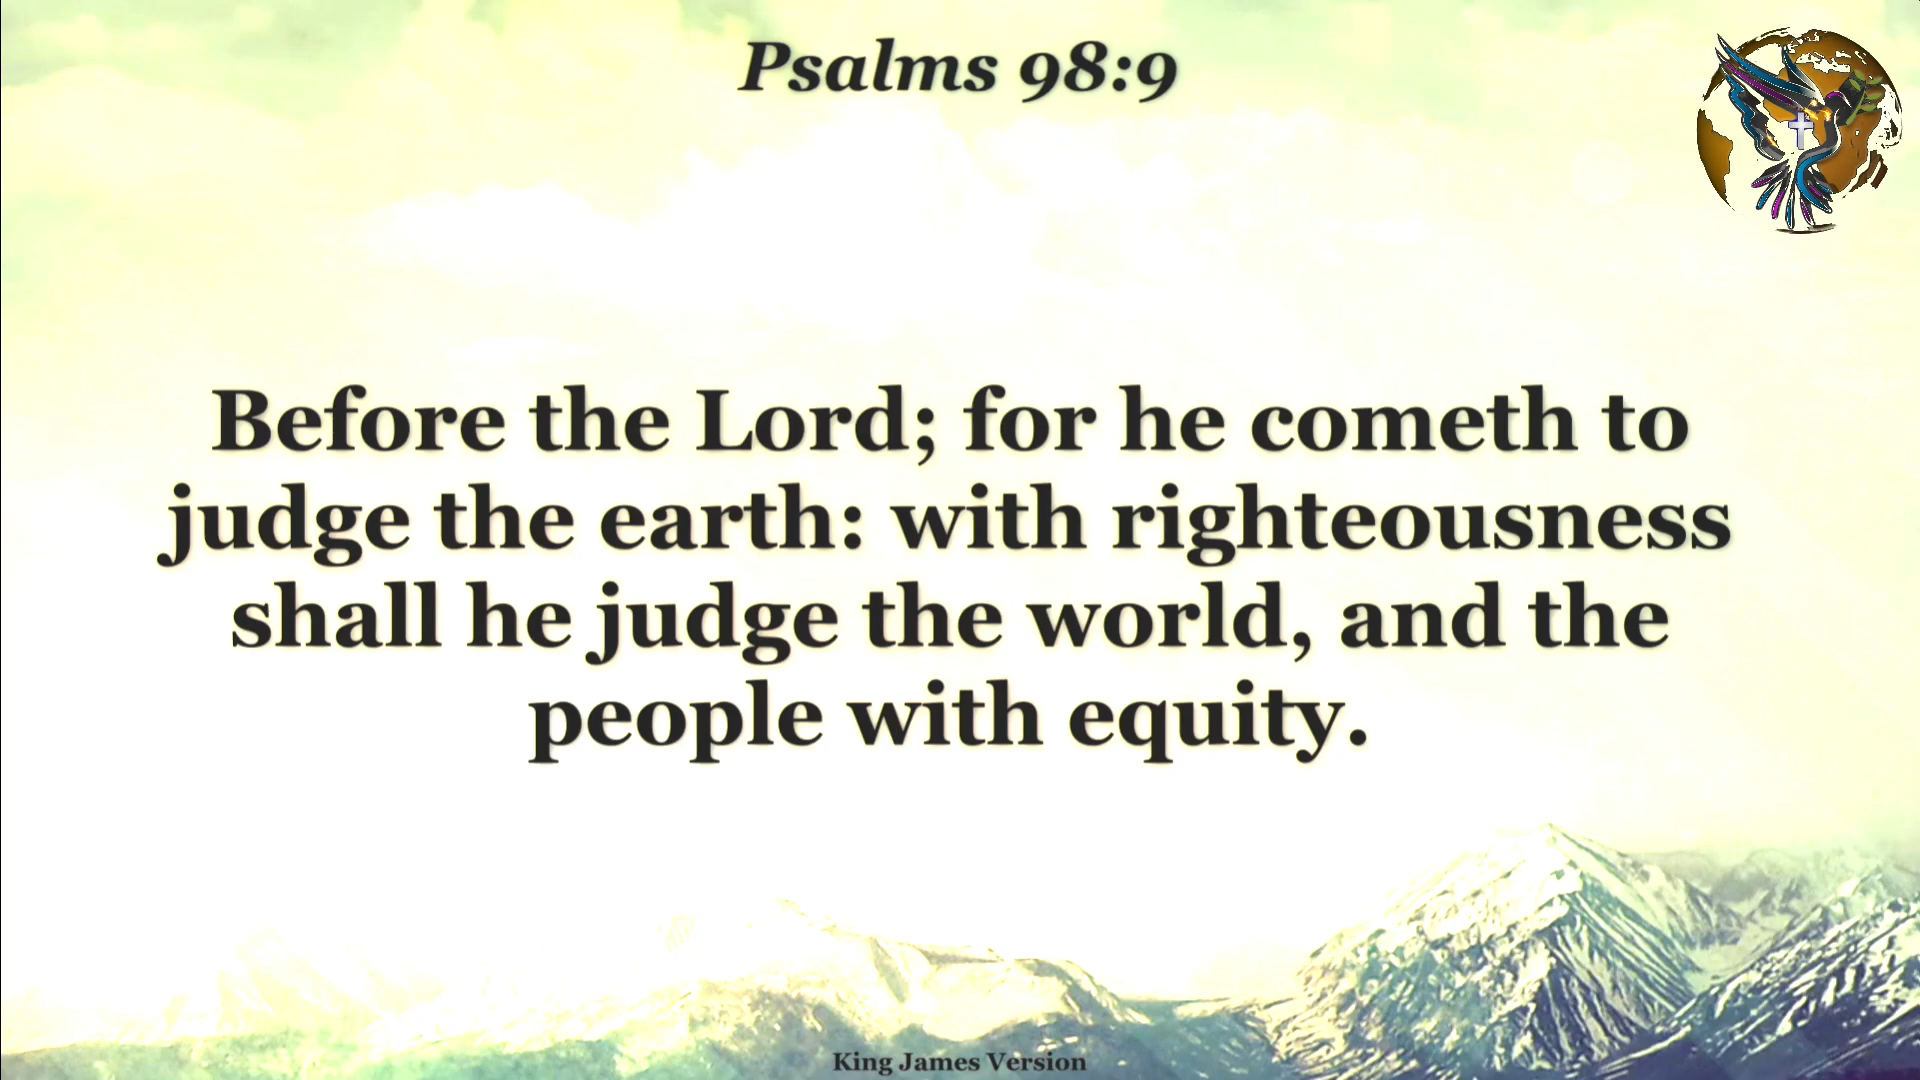 Psalms 98:9
Before the Lord; for he cometh to
judge the earth: with righteousness
shall he judge the world, and the
people with equity.
King James Version